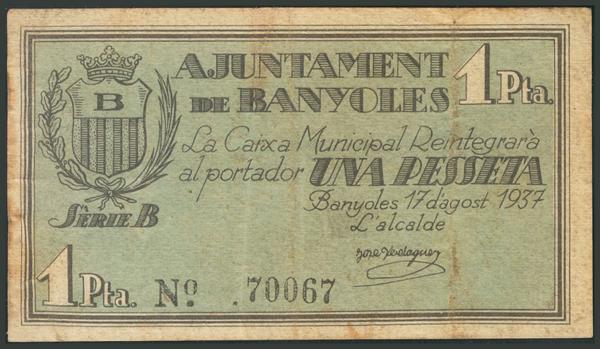 AJUNTAMENT
DE BANYOLES
1 Pta.
B
La Caixa Municipal Reintegrarà
al portador UNA PESSETA
Banyoles 17 d'agost 1937
L'alcalde
SÈRIE B
1 Pta. Nº .70067